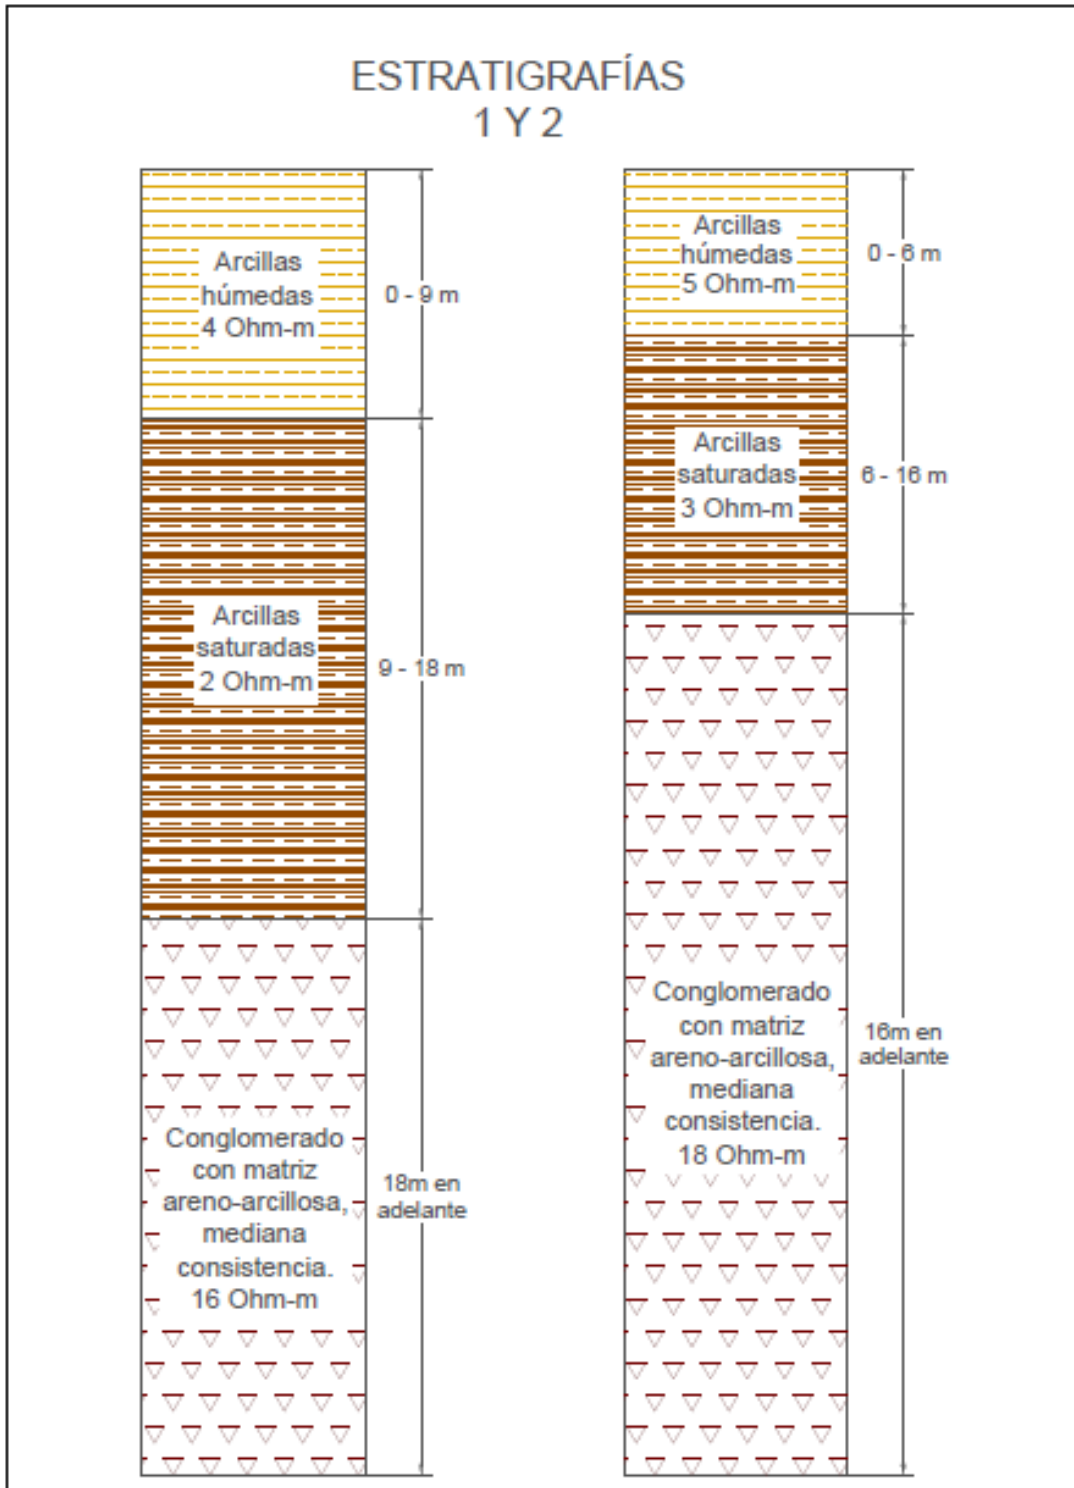 ESTRATIGRAFÍAS
1 Y 2
Arcillas
húmedas
4 Ohm-m
0 - 9 m
Arcillas
saturadas
2 Ohm-m
9 - 18 m
Conglomerado
con matriz
areno-arcillosa,
mediana
consistencia.
16 Ohm-m
18m en
adelante
Arcillas
húmedas
5 Ohm-m
0 - 6 m
Arcillas
saturadas
3 Ohm-m
6 - 16 m
Conglomerado
con matriz
areno-arcillosa,
mediana
consistencia.
18 Ohm-m
16m en
adelante